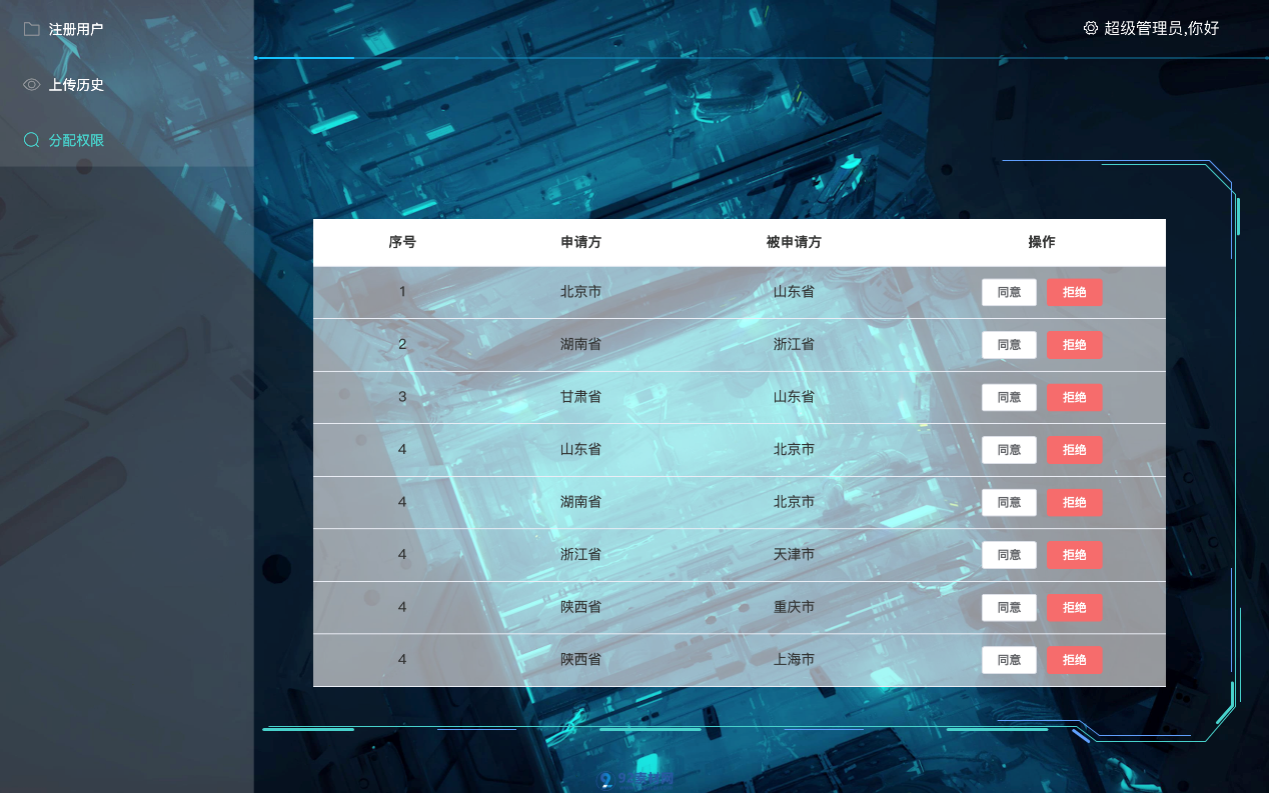 注册用户
超级管理员,你好
上传历史
分配权限
序号 申请方 被申请方 操作
1 北京市 山东省 同意 拒绝
2 湖南省 浙江省 同意 拒绝
3 甘肃省 山东省 同意 拒绝
4 山东省 北京市 同意 拒绝
4 湖南省 北京市 同意 拒绝
4 浙江省 天津市 同意 拒绝
4 陕西省 重庆市 同意 拒绝
4 陕西省 上海市 同意 拒绝